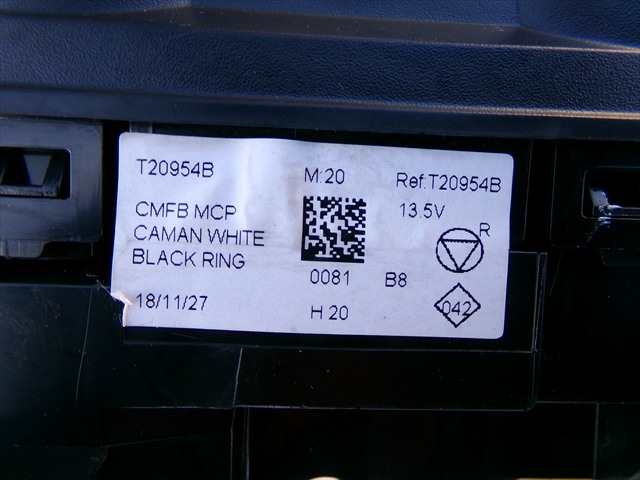 T20954B M:20 Ref:T20954B
CMFB MCP 13.5V
CAMAN WHITE R
BLACK RING
0081 B8
18/11/27 H 20 042